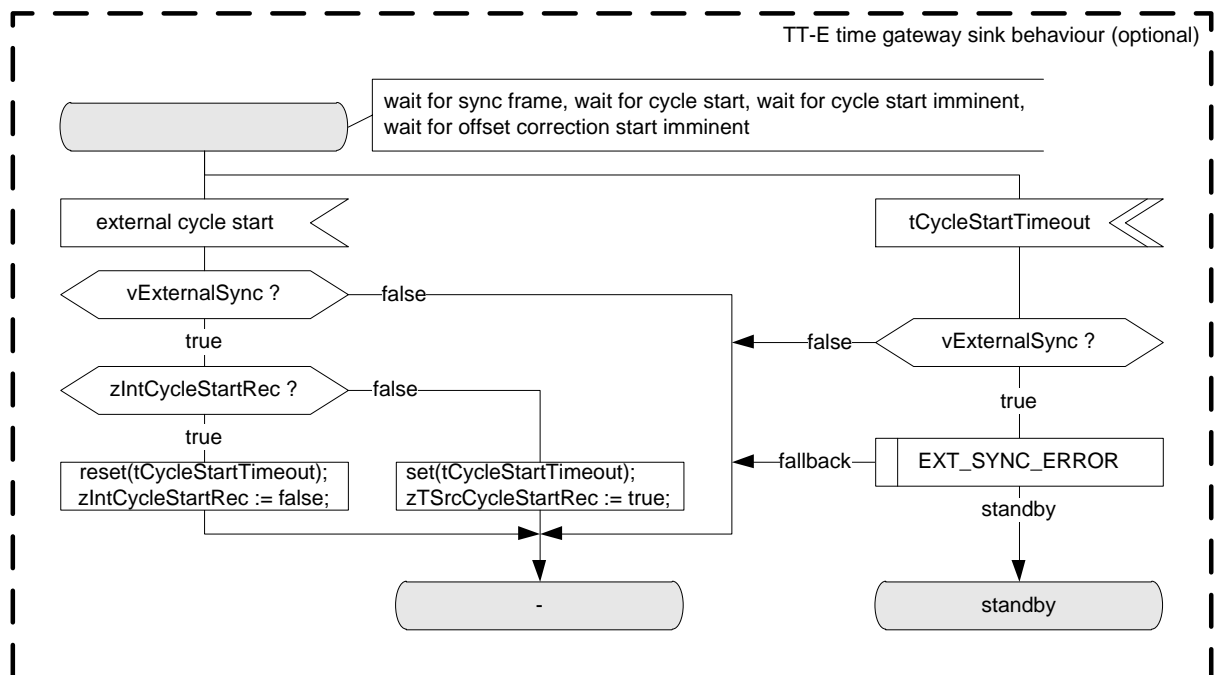 TT-E time gateway sink behaviour (optional)
wait for sync frame, wait for cycle start, wait for cycle start imminent,
wait for offset correction start imminent
external cycle start
tCycleStartTimeout
vExternalSync ?
false
true
false
vExternalSync ?
zIntCycleStartRec ?
false
true
true
fallback
EXT_SYNC_ERROR
reset(tCycleStartTimeout);
zIntCycleStartRec := false;
set(tCycleStartTimeout);
zTSrcCycleStartRec := true;
standby
-
standby